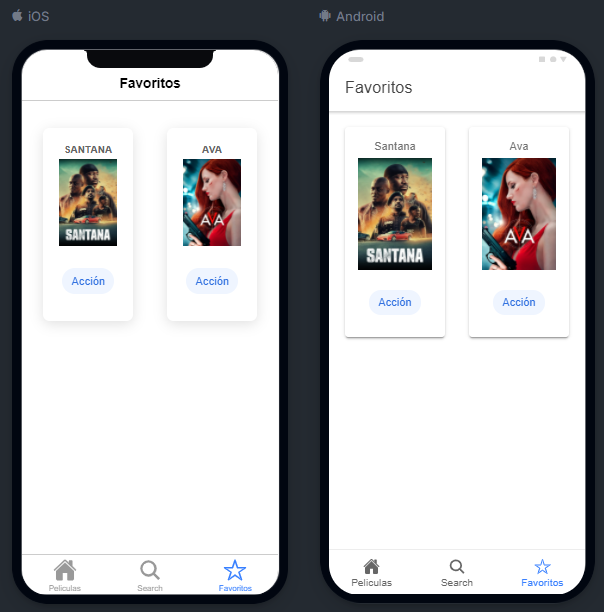 iOS
Favoritos
SANTANA
AVA
SANTANA
AVA
Acción
Acción
Peliculas
Search
Favoritos
Android
Favoritos
Santana
Ava
SANTANA
AVA
Acción
Acción
Peliculas
Search
Favoritos